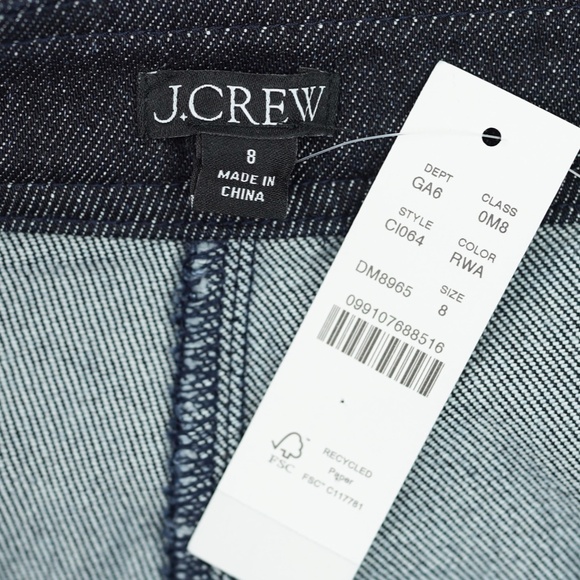 J.CREW
8
MADE IN
CHINA
DEPT CLASS
GA6 0M8
STYLE COLOR
CI064 RWA
SIZE
DM8965 8
099107688516
FSC
RECYCLED
Paper
FSC™ C117781